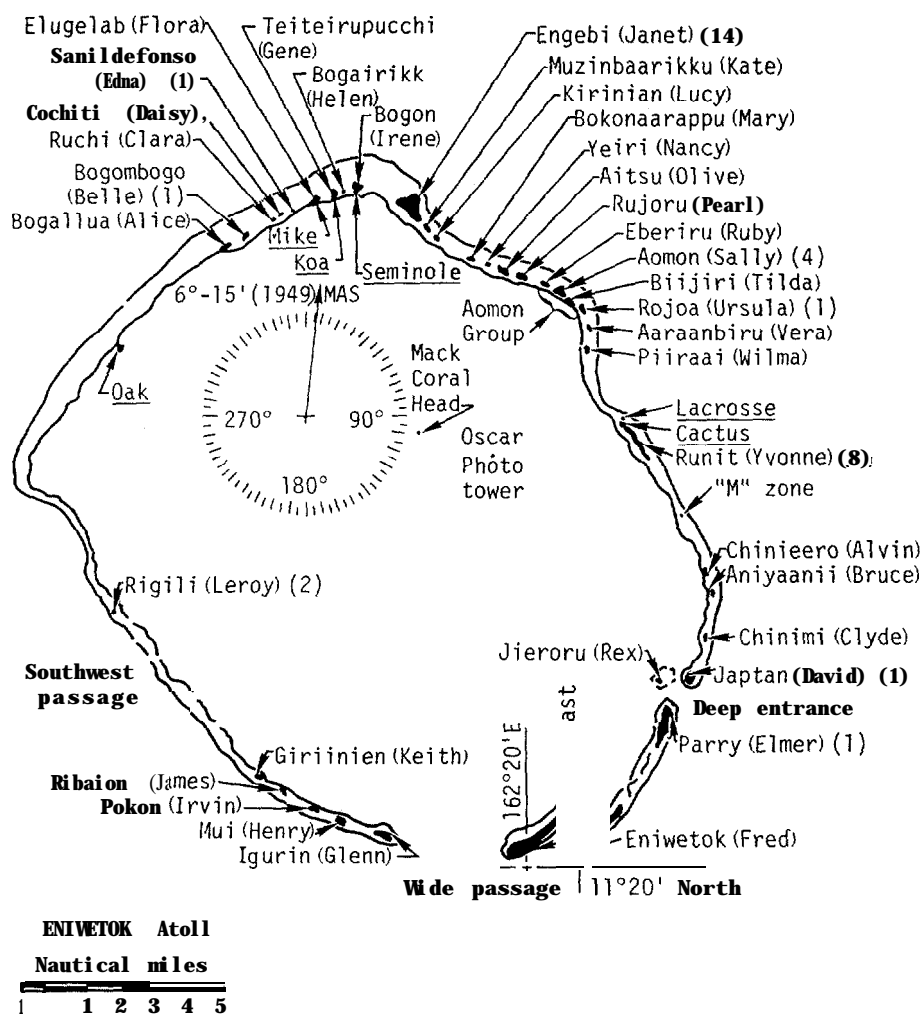 Elugelab (Flora)
Sanildefonso
(Edna) (1)
Cochiti (Daisy),
Ruchi (Clara)
Bogombogo
(Belle) (1)
Bogallua (Alice)
Teiteirupucchi
(Gene)
Bogairikk
(Helen)
Bogon
(Irene)
Engebi (Janet) (14)
Muzinbaarikku (Kate)
Kirinian (Lucy)
Bokonaarappu (Mary)
Yeiri (Nancy)
Aitsu (Olive)
Rujoru (Pearl)
Eberiru (Ruby)
Aomon (Sally) (4)
Biijiri (Tilda)
Rojoa (Ursula) (1)
Aaraanbiru (Vera)
Piiraai (Wilma)
Mike
Koa
Seminole
6°-15' (1949) MAS
Aomon
Group
Oak
270°
90°
180°
Mack
Coral
Head
Oscar
Photo
tower
Lacrosse
Cactus
Runit (Yvonne) (8)
"M" zone
Chinieero (Alvin)
Aniyaanii (Bruce)
Chinimi (Clyde)
Rigili (Leroy) (2)
Jieroru (Rex)
Japtan (David) (1)
Southwest
passage
Deep entrance
Parry (Elmer) (1)
ast
162°20'E
Giriinien (Keith)
Ribaion (James)
Pokon (Irvin)
Mui (Henry)
Igurin (Glenn)
Eniwetok (Fred)
Wide passage
11°20' North
ENIWETOK Atoll
Nautical miles
1 1 2 3 4 5